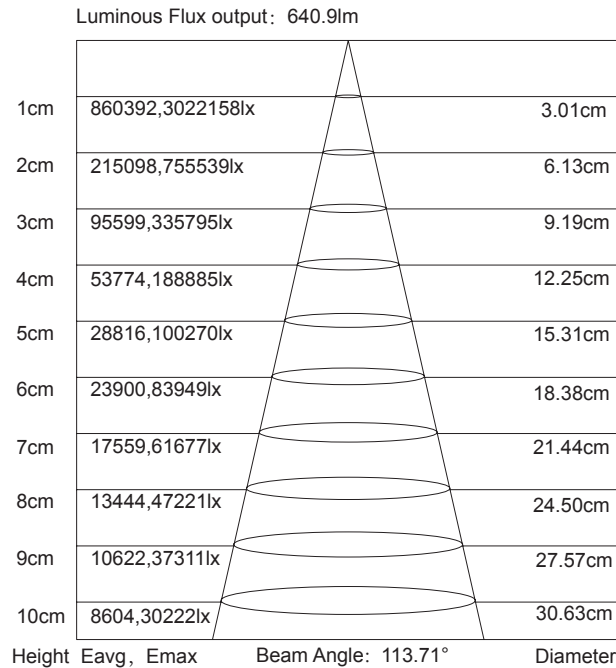 Luminous Flux output: 640.9lm
1cm 860392,3022158lx 3.01cm
2cm 215098,755539lx 6.13cm
3cm 95599,335795lx 9.19cm
4cm 53774,188885lx 12.25cm
5cm 28816,100270lx 15.31cm
6cm 23900,83949lx 18.38cm
7cm 17559,61677lx 21.44cm
8cm 13444,47221lx 24.50cm
9cm 10622,37311lx 27.57cm
10cm 8604,30222lx 30.63cm
Height Eavg, Emax Beam Angle: 113.71° Diameter